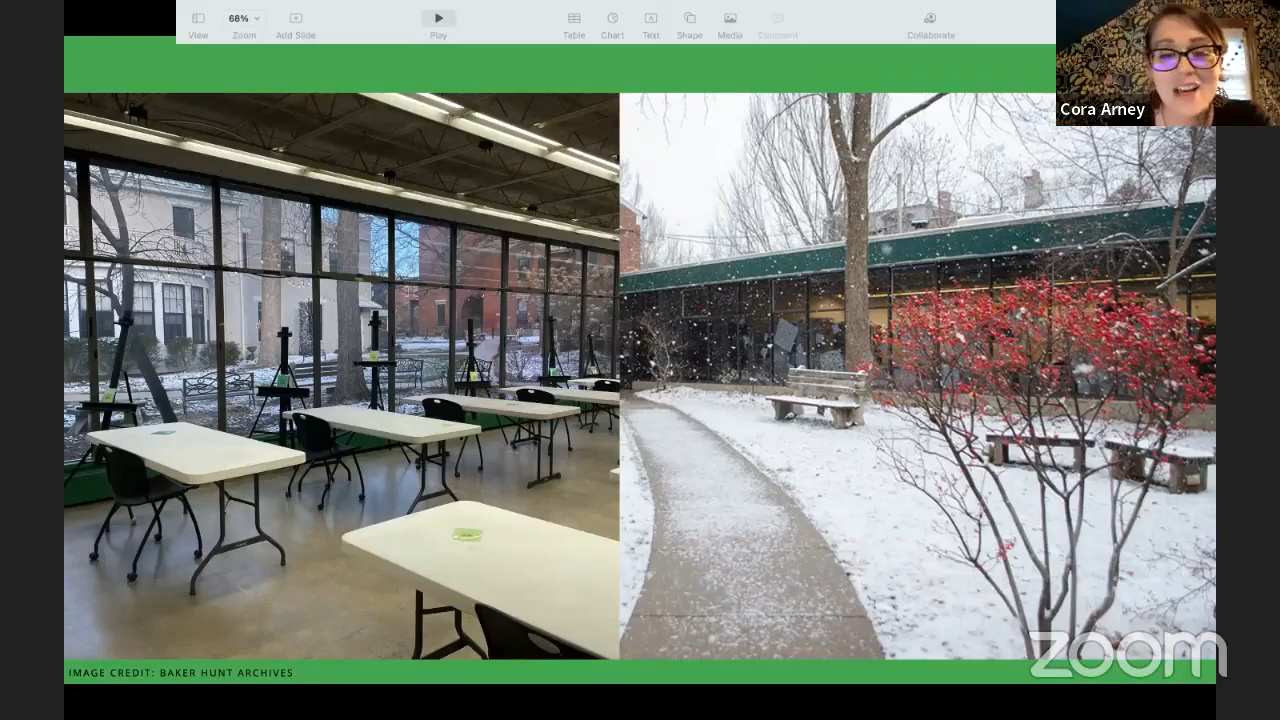 68%
View
Zoom
Add Slide
Play
Table
Chart
Text
Shape
Media
Comment
Collaborate
Cora Arney
IMAGE CREDIT: BAKER HUNT ARCHIVES
zoom